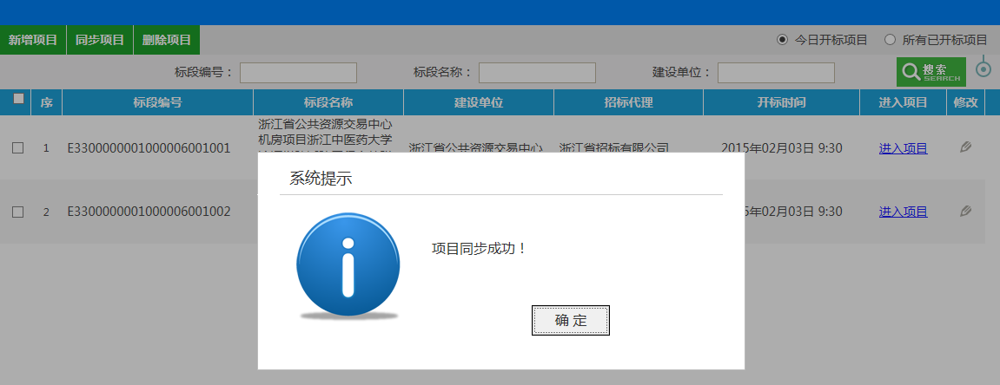 新增项目 同步项目 删除项目 今日开标项目 所有已开标项目
标段编号： 标段名称： 建设单位： 搜索
SEARCH
序 标段编号 标段名称 建设单位 招标代理 开标时间 进入项目 修改
浙江省公共资源交易中心
机房项目浙江中医药大学
1 E3300000001000006001001 浙江省公共资源交易中心 浙江省招标有限公司 2015年02月03日 9:30 进入项目
2 E3300000001000006001002 5年02月03日 9:30 进入项目
系统提示
项目同步成功！
确 定